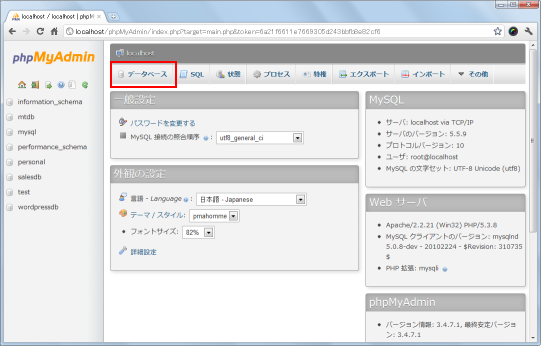 localhost / localhost | phpM
localhost/phpMyAdmin/index.php?target=main.php&token=6a21f6611a7669305d243bbfb8e82cf6
phpMyAdmin
information_schema
mtdb
mysql
performance_schema
personal
salesdb
test
wordpressdb
localhost
データベース SQL 状態 プロセス 特権 エクスポート インポート その他
一般設定
パスワードを変更する
MySQL 接続の照合順序 : utf8_general_ci
外観の設定
言語 - Language : 日本語 - Japanese
テーマ / スタイル: pmahomme
フォントサイズ: 82%
詳細設定
MySQL
サーバ: localhost via TCP/IP
サーバのバージョン: 5.5.9
プロトコルバージョン: 10
ユーザ: root@localhost
MySQL の文字セット: UTF-8 Unicode (utf8)
Web サーバ
Apache/2.2.21 (Win32) PHP/5.3.8
MySQL クライアントのバージョン: mysqlnd
5.0.8-dev - 20102224 - $Revision: 310735
$
PHP 拡張: mysqli
phpMyAdmin
バージョン情報: 3.4.7.1, 最終安定バージョ
ン: 3.4.7.1